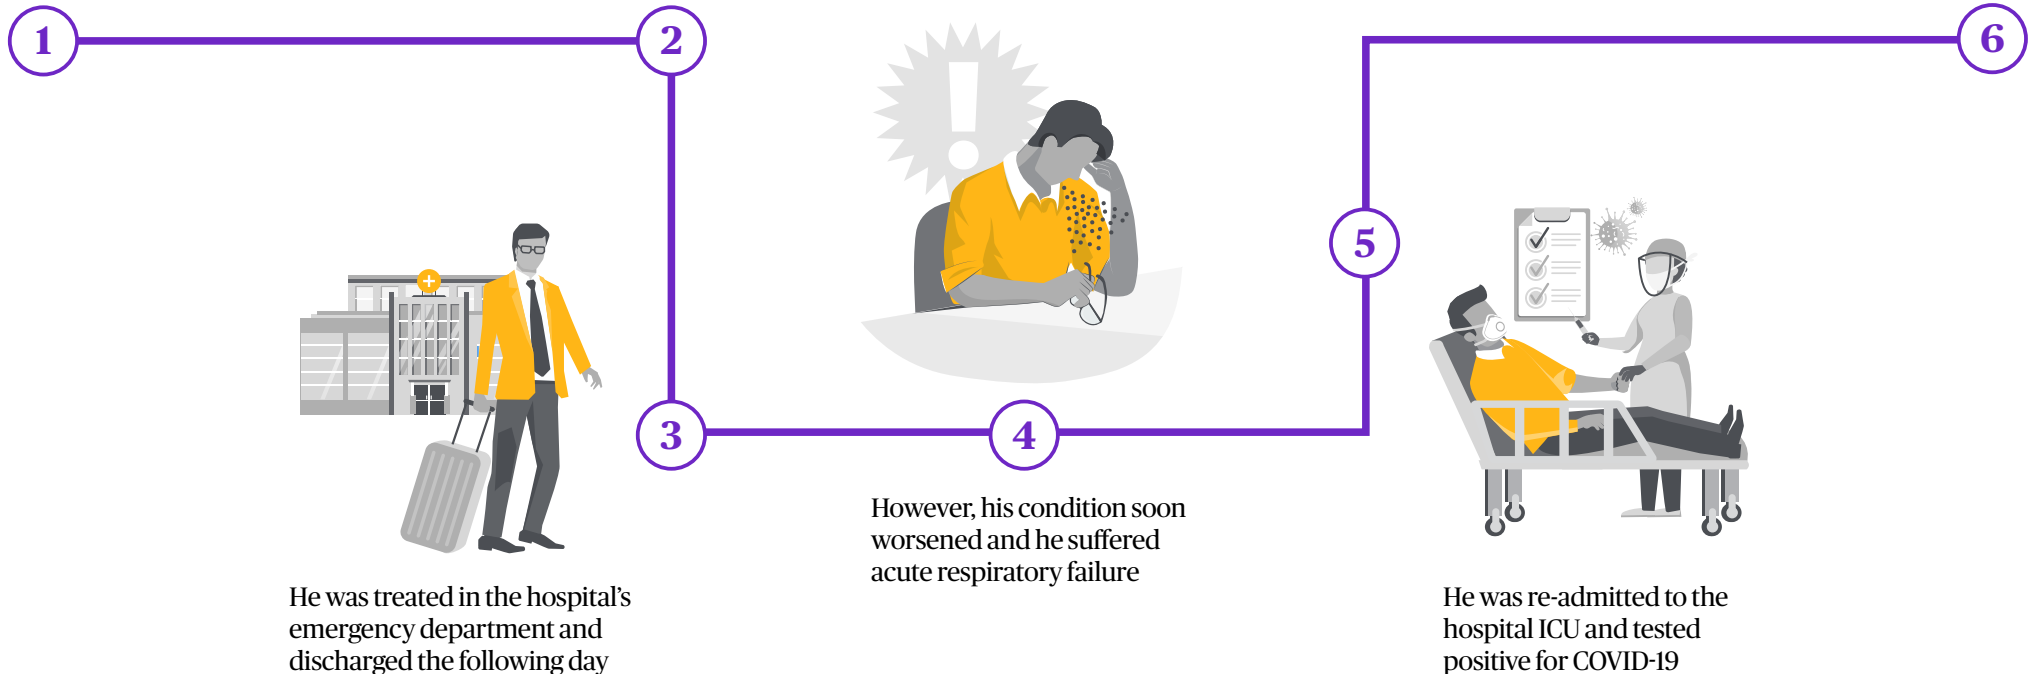 1
2
3
4
5
6
He was treated in the hospital’s
emergency department and
discharged the following day
However, his condition soon
worsened and he suffered
acute respiratory failure
He was re-admitted to the
hospital ICU and tested
positive for COVID-19